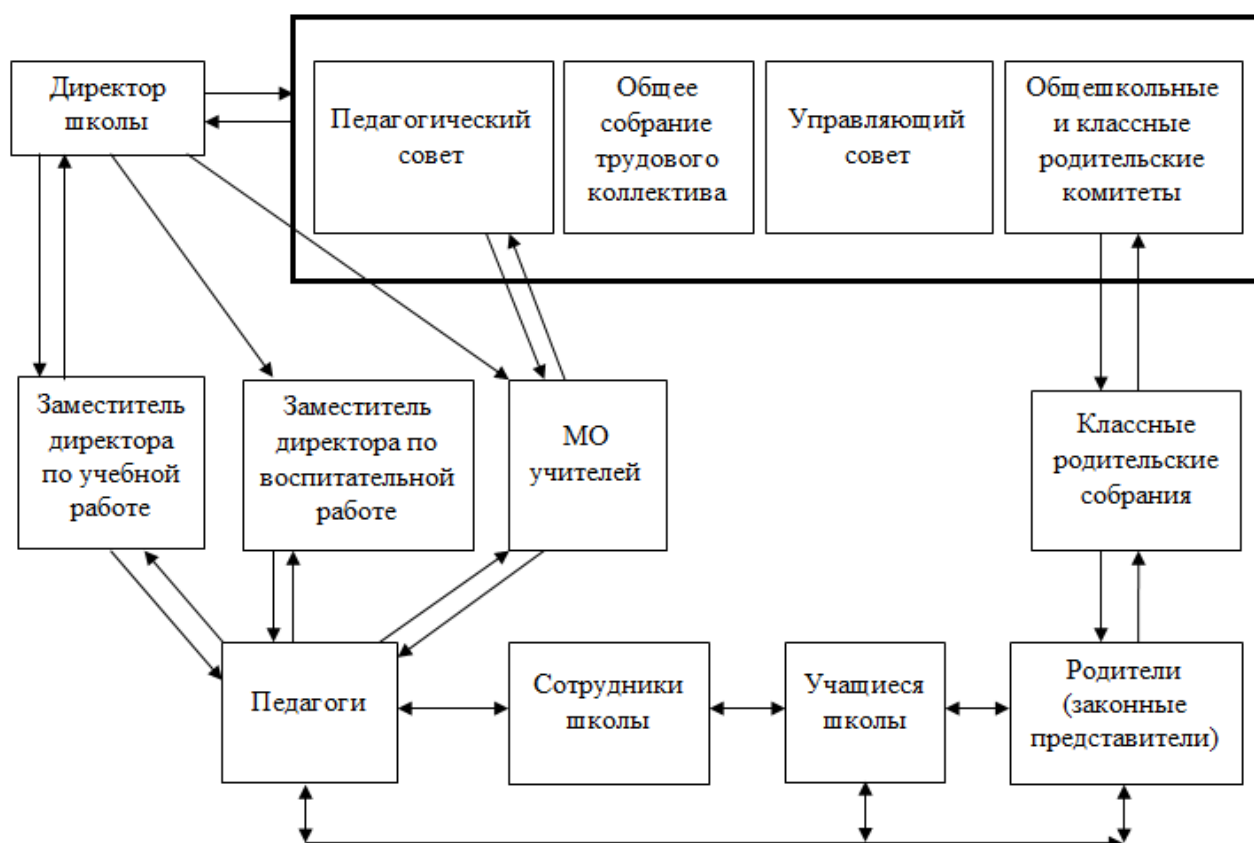 Директор
школы
Педагогический
совет
Общее
собрание
трудового
коллектива
Управляющий
совет
Общешкольные
и классные
родительские
комитеты
Заместитель
директора
по учебной
работе
Заместитель
директора по
воспитательной
работе
МО
учителей
Классные
родительские
собрания
Педагоги
Сотрудники
школы
Учащиеся
школы
Родители
(законные
представители)